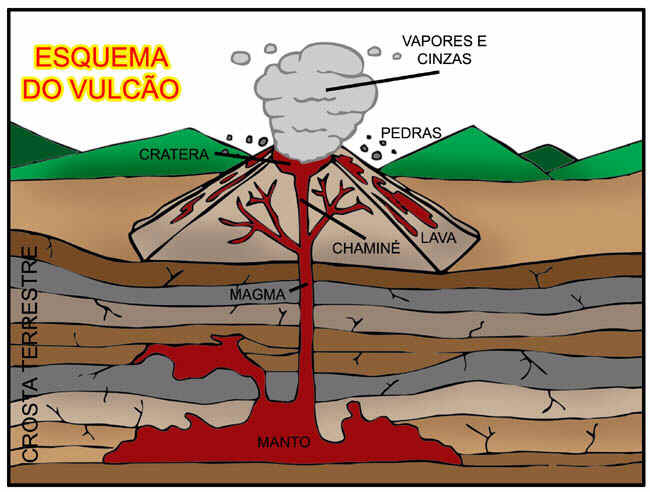 ESQUEMA
DO VULCÃO
VAPORES E
CINZAS
PEDRAS
CRATERA
CHAMINÉ
LAVA
MAGMA
MANTO
CROSTA TERRESTRE